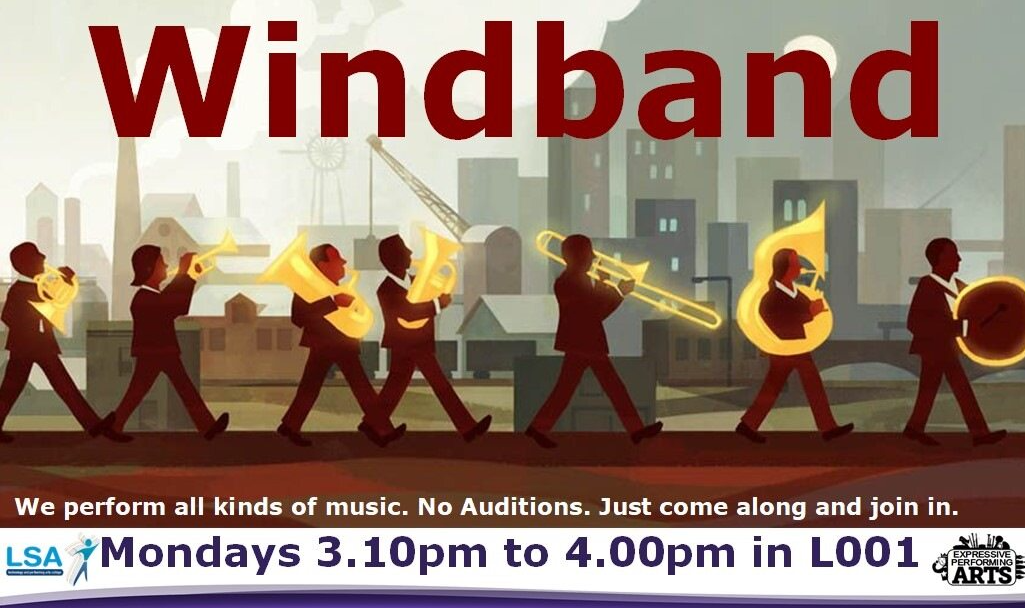 Windband
We perform all kinds of music. No Auditions. Just come along and join in.
LSA
Mondays 3.10pm to 4.00pm in L001
EXPRESSIVE
PERFORMING
ARTS